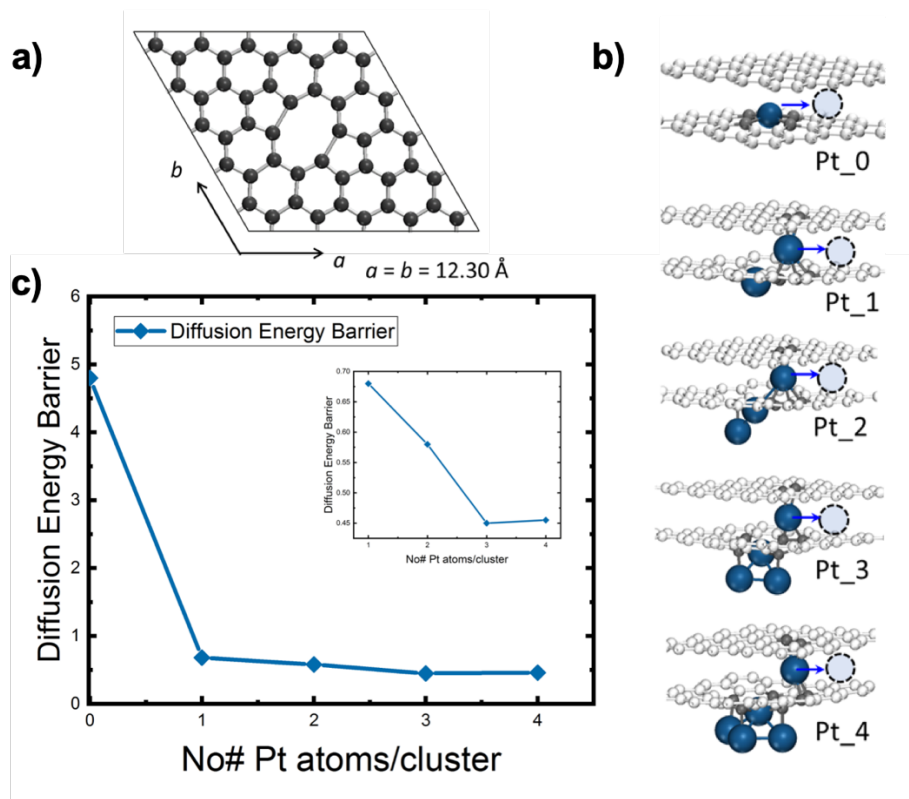 a)
b
a
a = b = 12.30 Å
b)
Pt_0
Pt_1
Pt_2
Pt_3
Pt_4
c)
Diffusion Energy Barrier
6
5
4
3
2
1
0
Diffusion Energy Barrier
0.70
0.65
0.60
0.55
0.50
0.45
Diffusion Energy Barrier
1
2
3
4
No# Pt atoms/cluster
0
1
2
3
4
No# Pt atoms/cluster